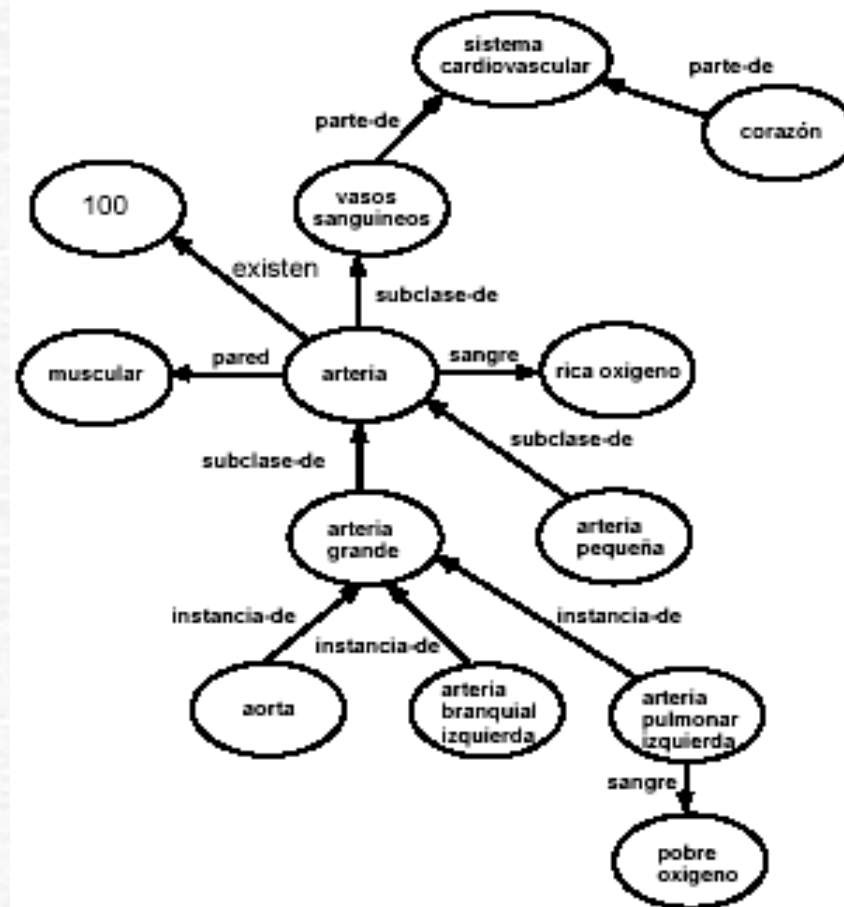 sistema
cardiovascular
parte-de
parte-de
corazón
100
vasos
sanguineos
existen
subclase-de
muscular
pared
arteria
sangre
rica oxigeno
subclase-de
subclase-de
arteria
grande
arteria
pequeña
instancia-de
instancia-de
instancia-de
aorta
arteria
branquial
izquierda
arteria
pulmonar
izquierda
sangre
pobre
oxigeno